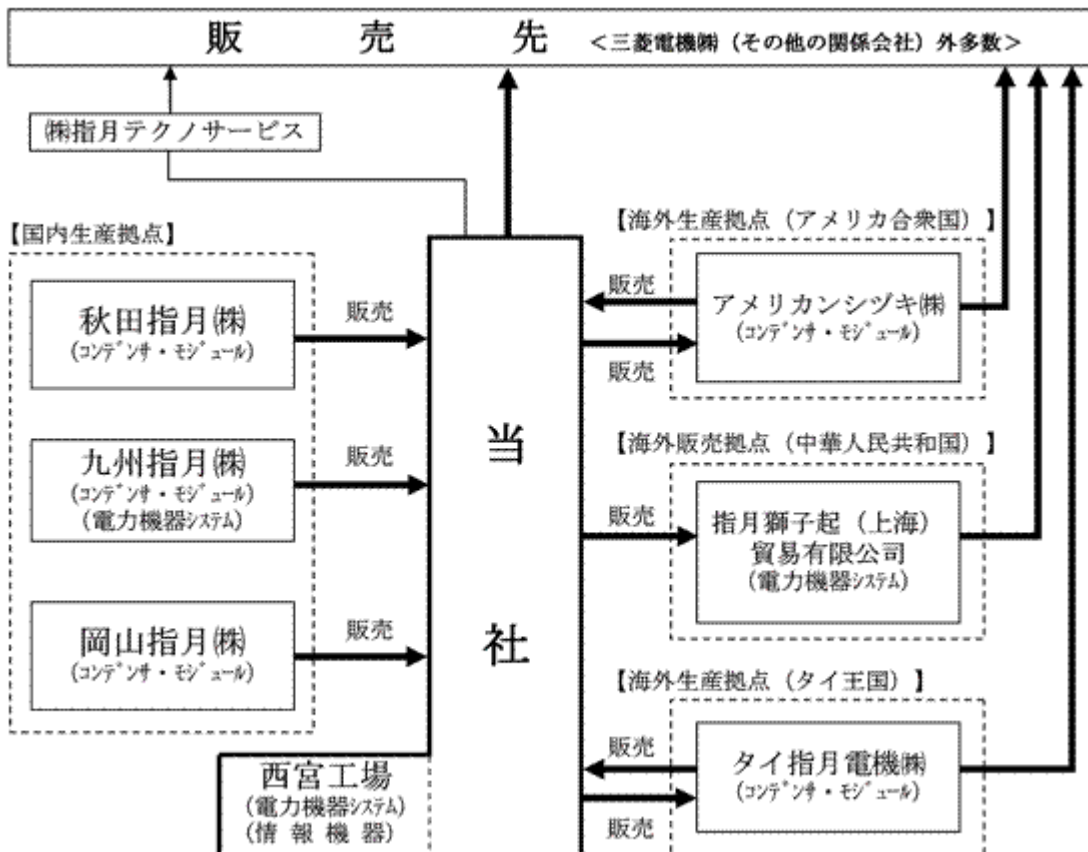 販売先 <三菱電機㈱（その他の関係会社）外多数>
㈱指月テクノサービス
【国内生産拠点】
秋田指月㈱
(コンデンサ・モジュール)
販売
九州指月㈱
(コンデンサ・モジュール)
(電力機器システム)
販売
岡山指月㈱
(コンデンサ・モジュール)
販売
当
社
西宮工場
(電力機器システム)
(情報機器)
【海外生産拠点（アメリカ合衆国）】
販売
アメリカンシヅキ㈱
(コンデンサ・モジュール)
販売
【海外販売拠点（中華人民共和国）】
販売
指月獅子起（上海）
貿易有限公司
(電力機器システム)
【海外生産拠点（タイ王国）】
販売
タイ指月電機㈱
(コンデンサ・モジュール)
販売